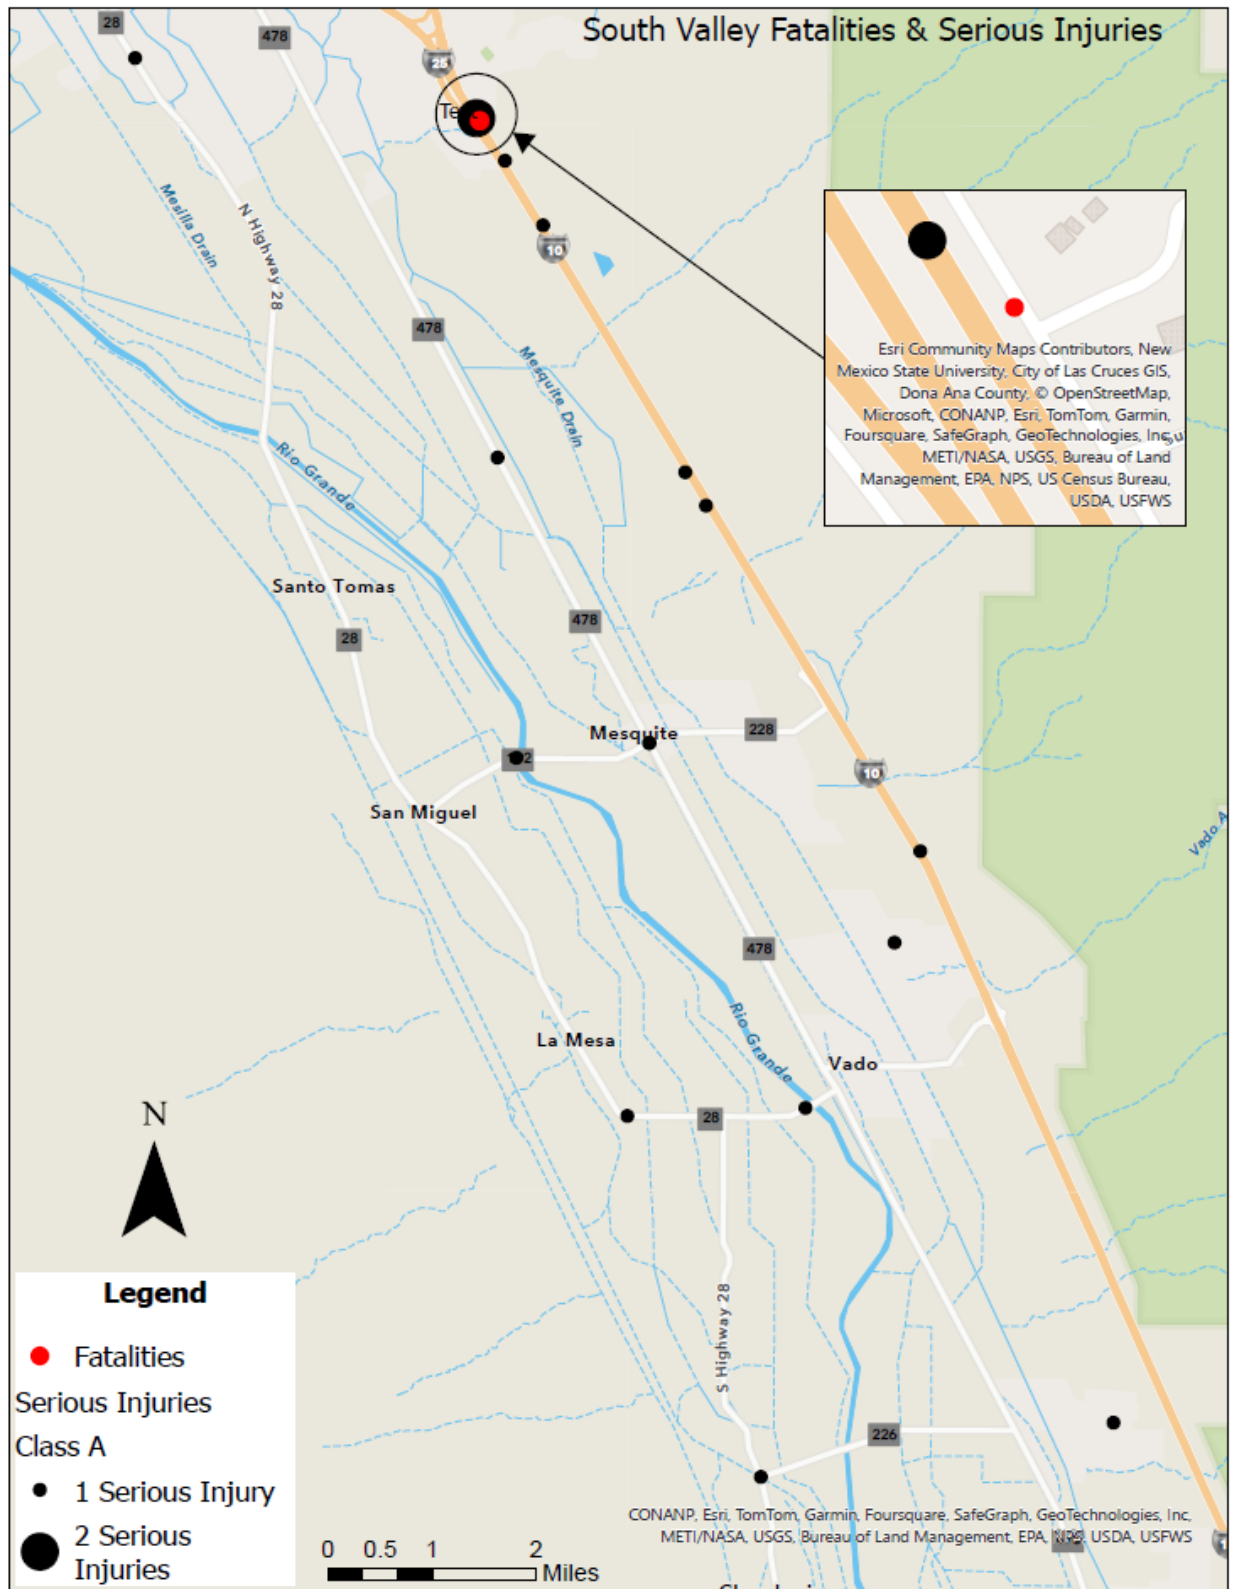 South Valley Fatalities & Serious Injuries
28
478
25
10
Mesilla Drain
N Highway 28
478
Mesquite Drain
Esri Community Maps Contributors, New
Mexico State University, City of Las Cruces GIS,
Dona Ana County, © OpenStreetMap,
Microsoft, CONANP, Esri, TomTom, Garmin,
Foursquare, SafeGraph, GeoTechnologies, Inc,
METI/NASA, USGS, Bureau of Land
Management, EPA, NPS, US Census Bureau,
USDA, USFWS
Rio Grande
Santo Tomas
478
28
Mesquite
228
10
San Miguel
Vado A
478
Rio Grande
La Mesa
Vado
28
N
S Highway 28
226
Legend
Fatalities
Serious Injuries
Class A
1 Serious Injury
2 Serious
Injuries
0 0.5 1 2
Miles
CONANP, Esri, TomTom, Garmin, Foursquare, SafeGraph, GeoTechnologies, Inc,
METI/NASA, USGS, Bureau of Land Management, EPA, NPS, USDA, USFWS